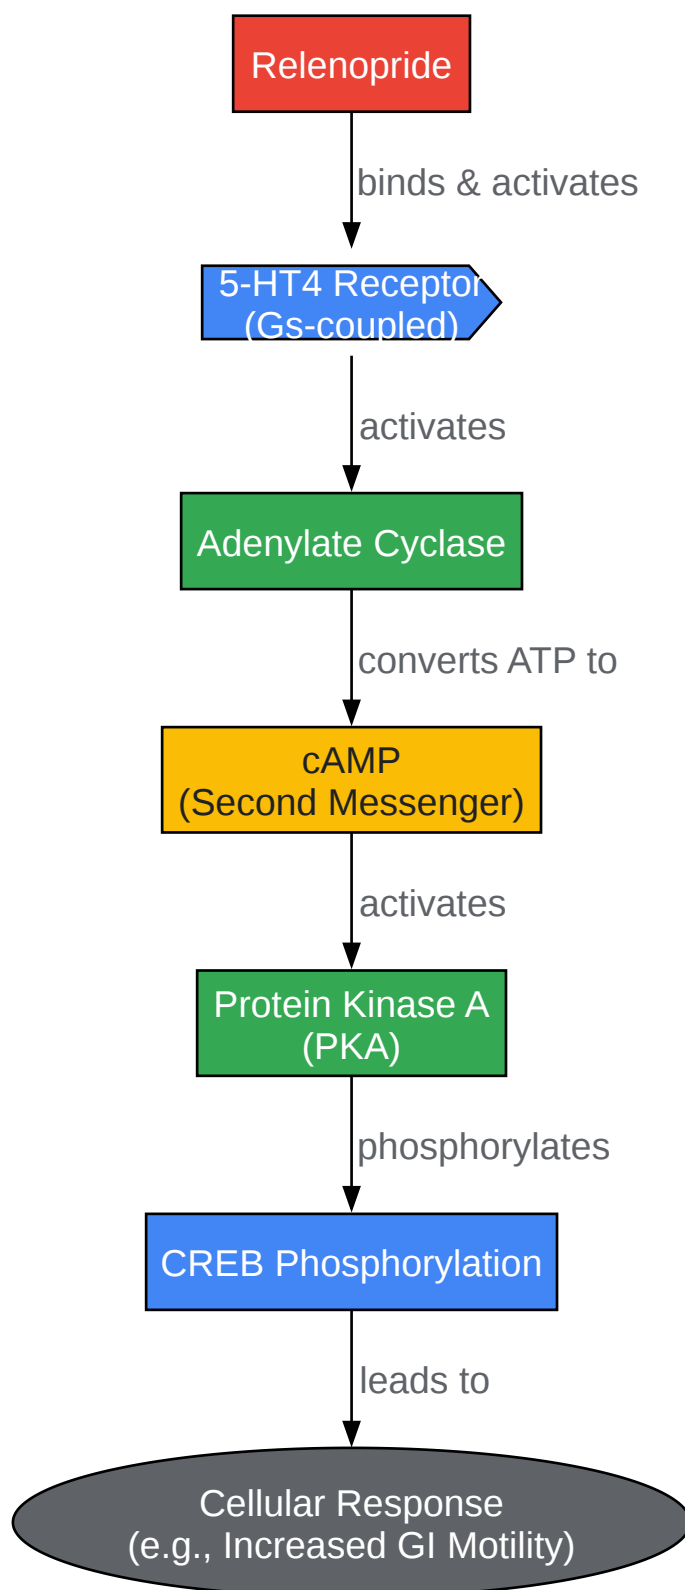 Relenopride
binds & activates
5-HT4 Receptor
(Gs-coupled)
activates
Adenylate Cyclase
converts ATP to
cAMP
(Second Messenger)
activates
Protein Kinase A
(PKA)
phosphorylates
CREB Phosphorylation
leads to
Cellular Response
(e.g., Increased GI Motility)